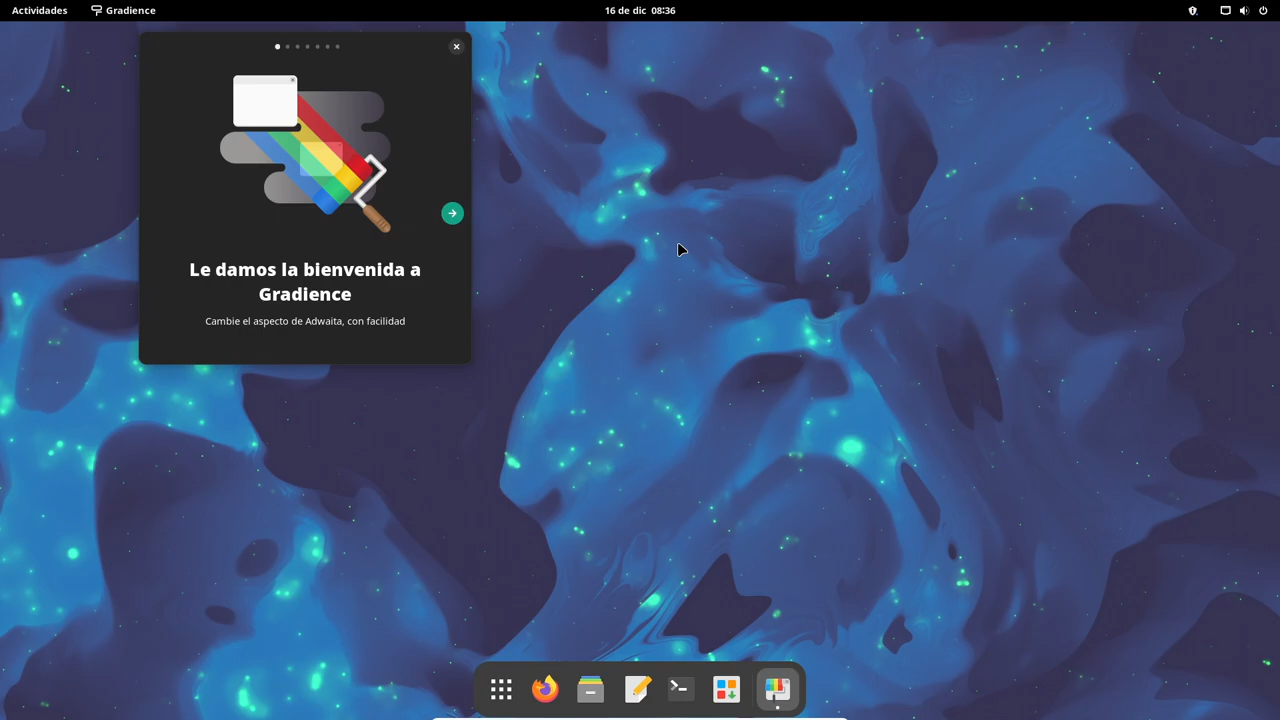 Actividades
Gradience
16 de dic 08:36
Le damos la bienvenida a
Gradience
Cambie el aspecto de Adwaita, con facilidad